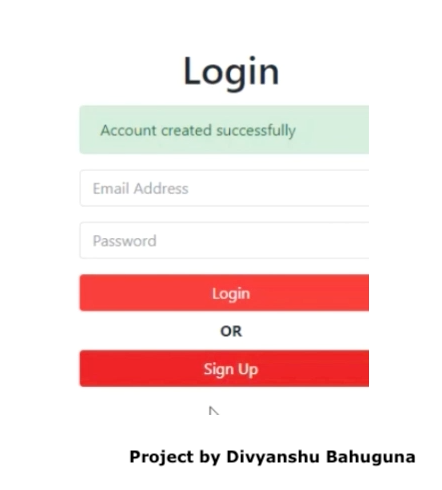 Login
Account created successfully
Email Address
Password
Login
OR
Sign Up
Project by Divyanshu Bahuguna